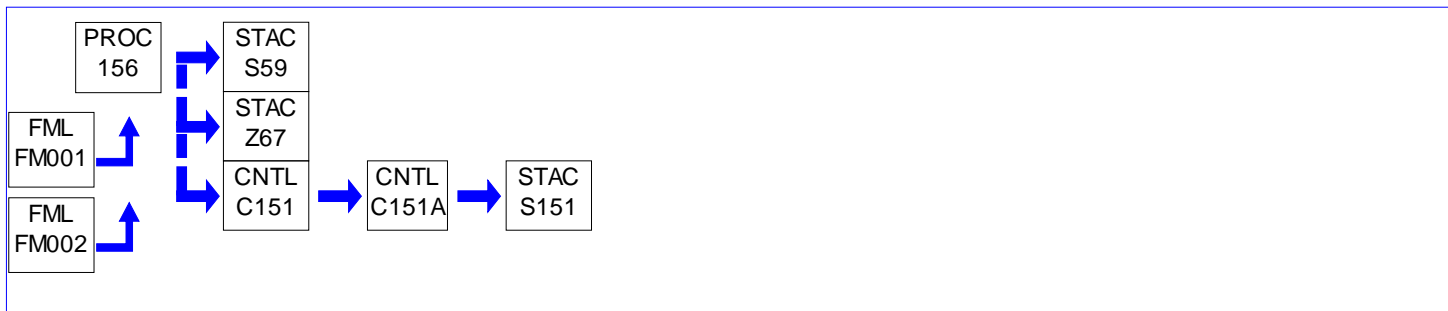 PROC
156
STAC
S59
STAC
Z67
FML
FM001
CNTL
C151
CNTL
C151A
STAC
S151
FML
FM002